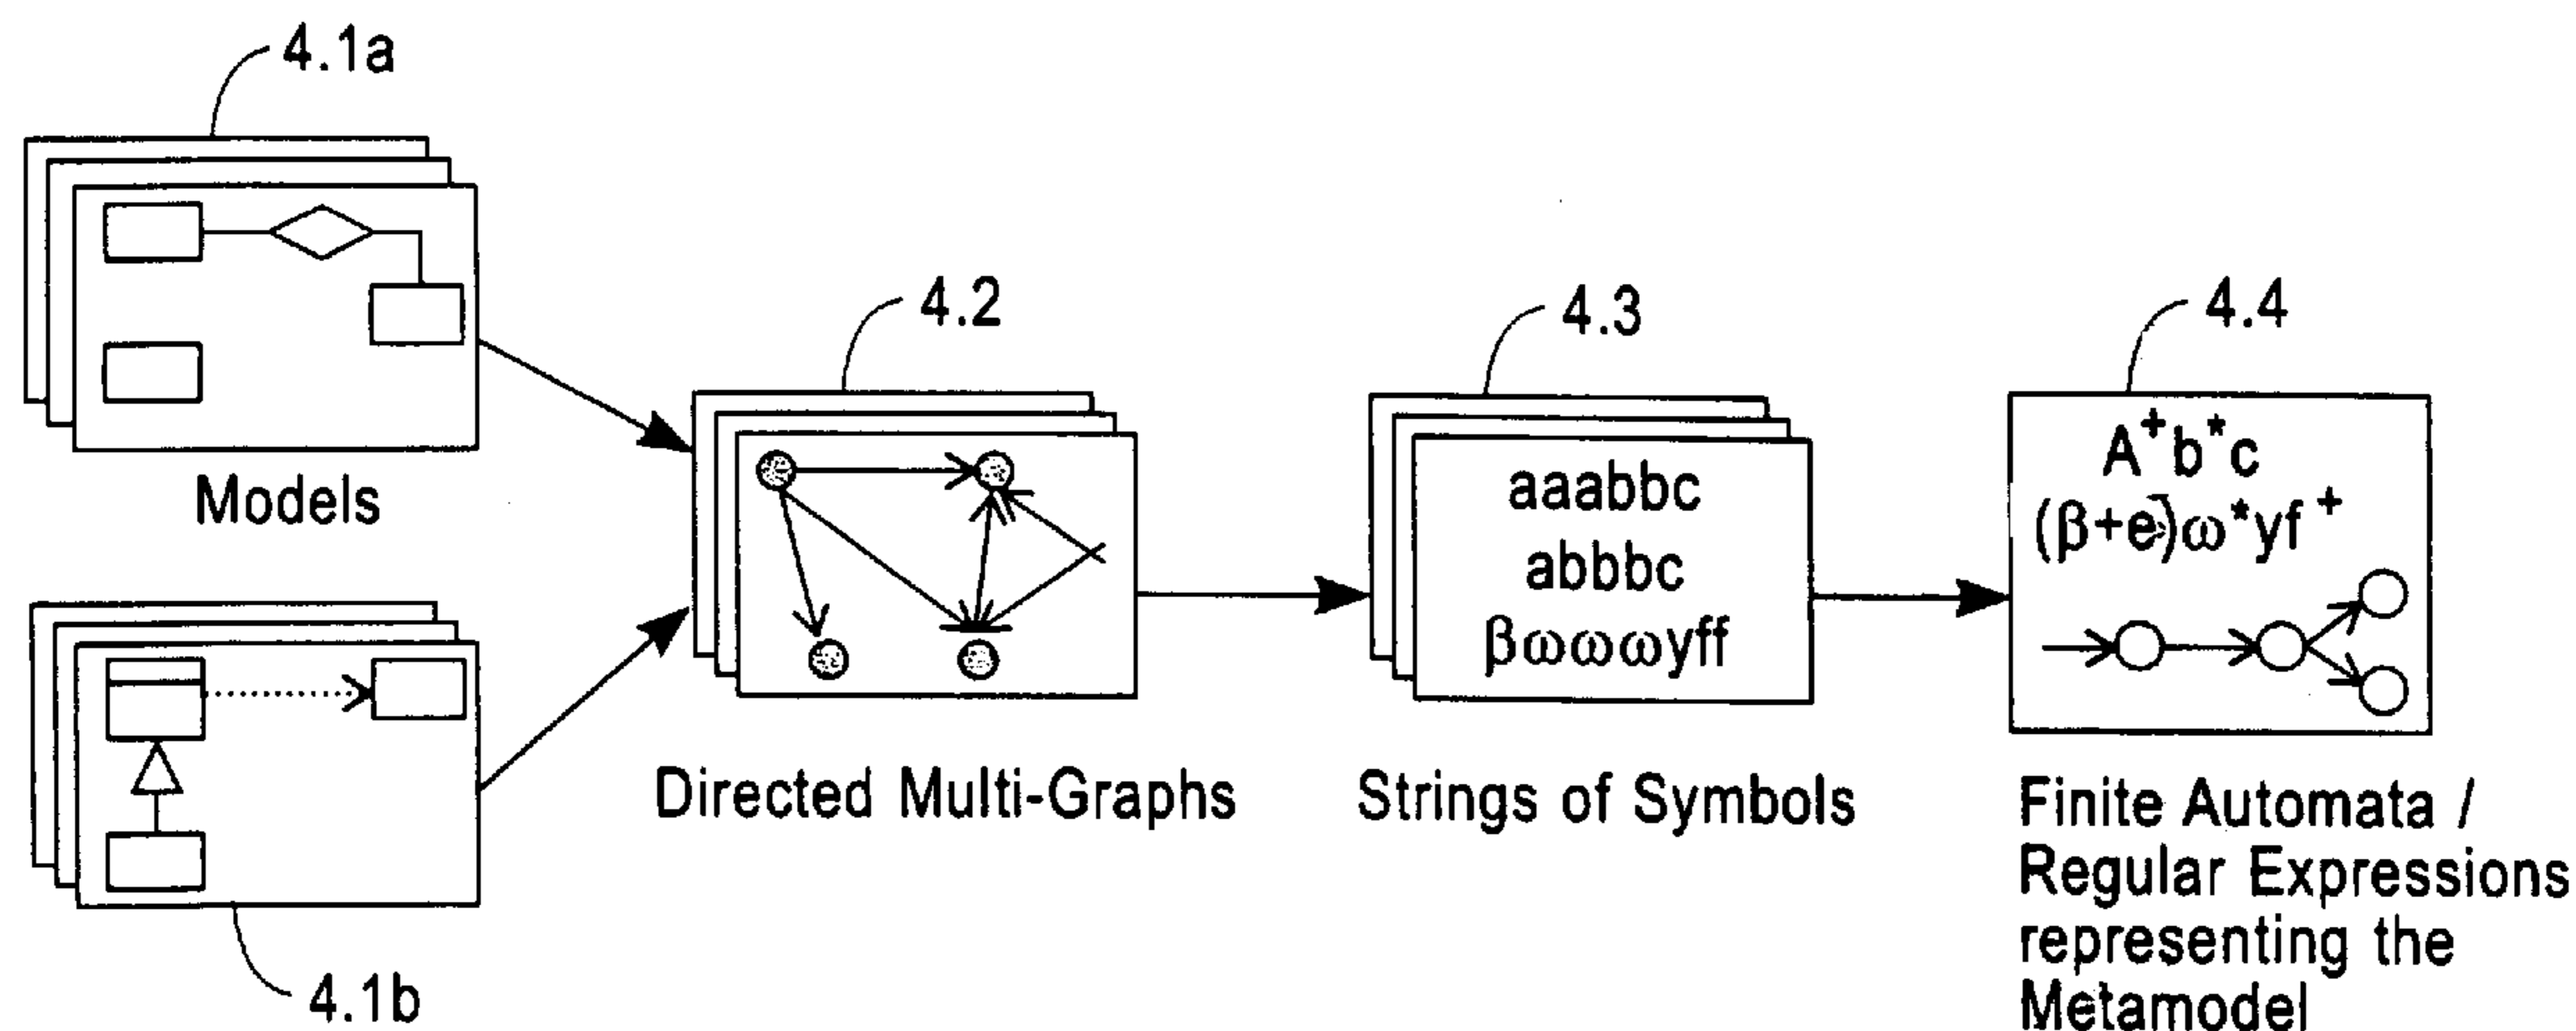 4.1a
Models
4.1b
4.2
Directed Multi-Graphs
4.3
aaabbc
abbbc
βωωωyff
Strings of Symbols
4.4
A⁺b*c
(β+e)ω*yf⁺
Finite Automata /
Regular Expressions
representing the
Metamodel